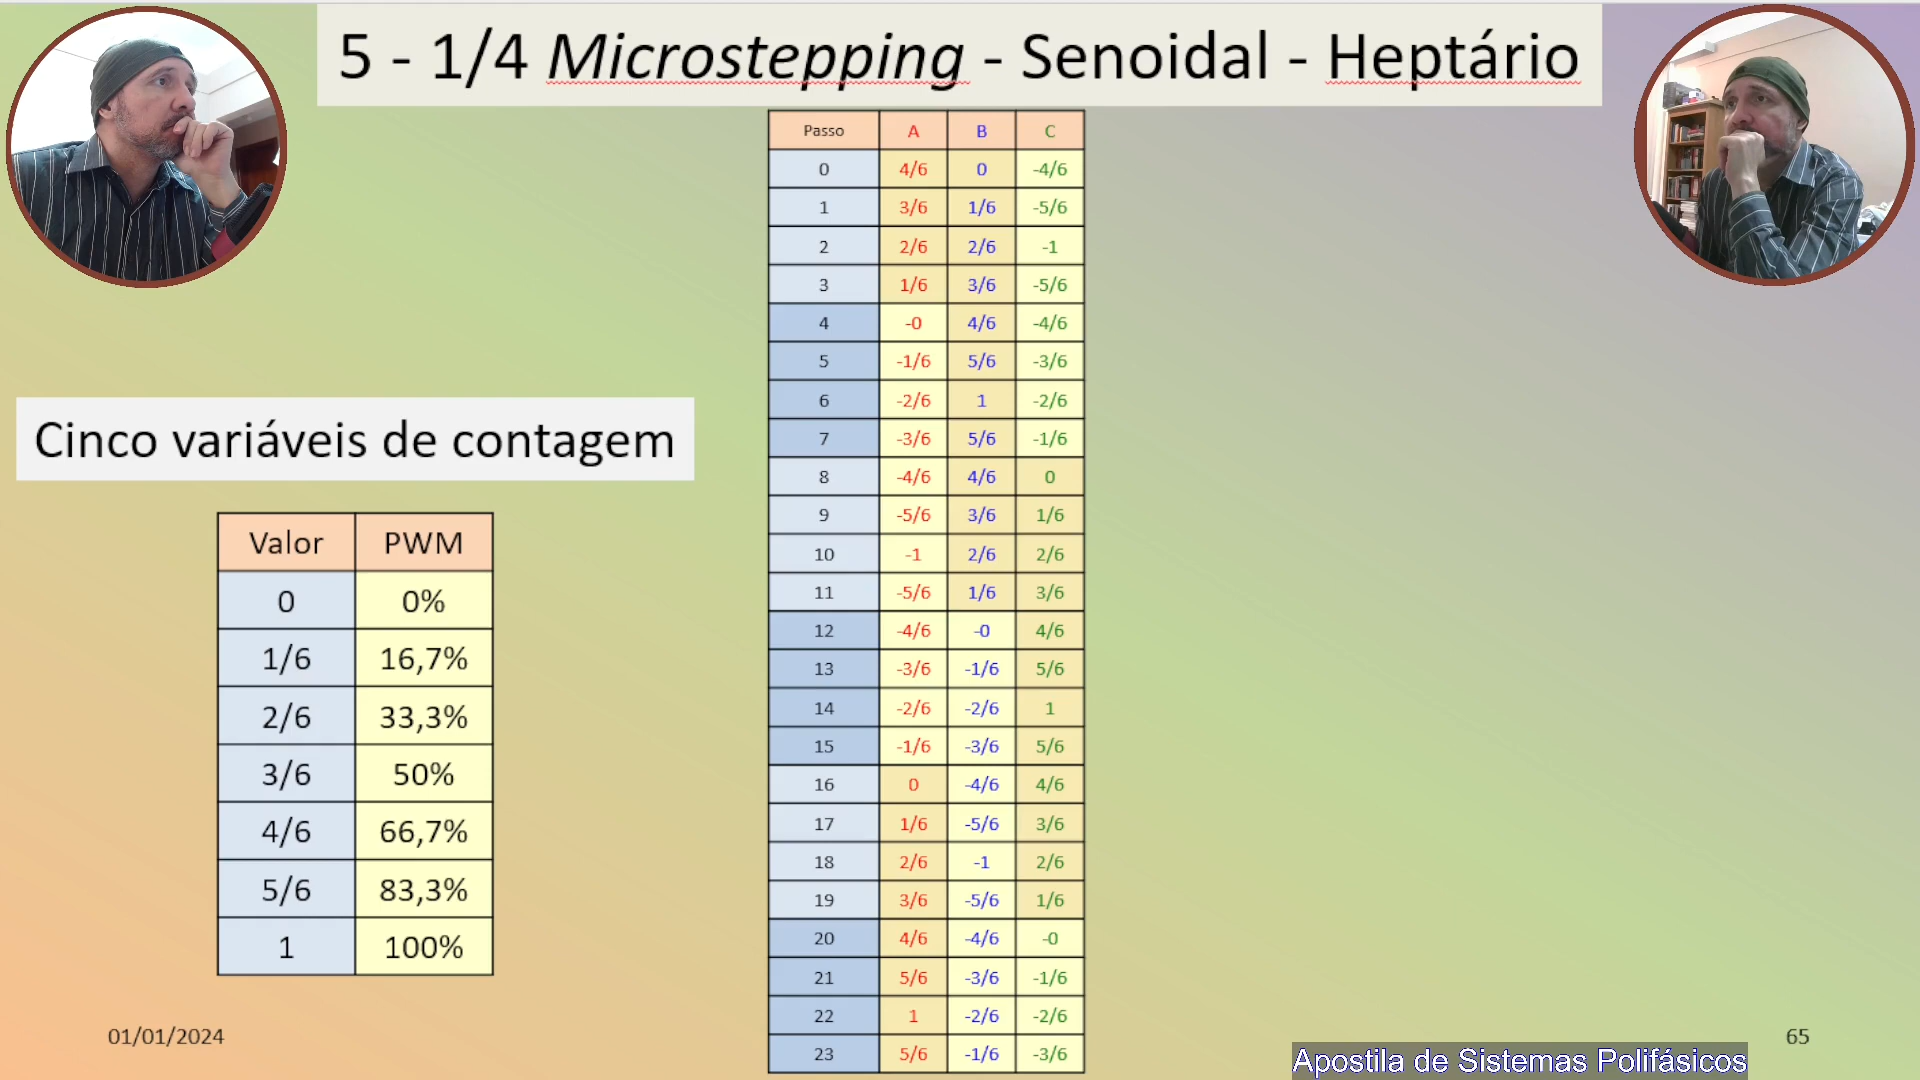 5 - 1/4 Microstepping - Senoidal - Heptário
Cinco variáveis de contagem
Valor PWM
0 0%
1/6 16,7%
2/6 33,3%
3/6 50%
4/6 66,7%
5/6 83,3%
1 100%
Passo A B C
0 4/6 0 -4/6
1 3/6 1/6 -5/6
2 2/6 2/6 -1
3 1/6 3/6 -5/6
4 -0 4/6 -4/6
5 -1/6 5/6 -3/6
6 -2/6 1 -2/6
7 -3/6 5/6 -1/6
8 -4/6 4/6 0
9 -5/6 3/6 1/6
10 -1 2/6 2/6
11 -5/6 1/6 3/6
12 -4/6 -0 4/6
13 -3/6 -1/6 5/6
14 -2/6 -2/6 1
15 -1/6 -3/6 5/6
16 0 -4/6 4/6
17 1/6 -5/6 3/6
18 2/6 -1 2/6
19 3/6 -5/6 1/6
20 4/6 -4/6 -0
21 5/6 -3/6 -1/6
22 1 -2/6 -2/6
23 5/6 -1/6 -3/6
01/01/2024
65
Apostila de Sistemas Polifásicos